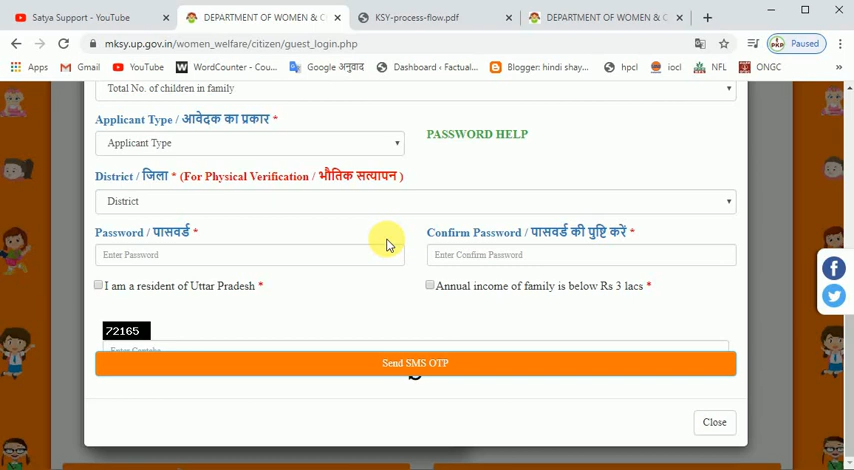 Satya Support - YouTube
DEPARTMENT OF WOMEN & C
KSY-process-flow.pdf
DEPARTMENT OF WOMEN & C
mksy.up.gov.in/women_welfare/citizen/guest_login.php
Paused
Apps
Gmail
YouTube
WordCounter - Cou...
Google अनुवाद
Dashboard ‹ Factual...
Blogger: hindi shay...
hpcl
iocl
NFL
ONGC
»
Total No. of children in family
Applicant Type / आवेदक का प्रकार *
Applicant Type
PASSWORD HELP
District / जिला * (For Physical Verification / भौतिक सत्यापन )
District
Password / पासवर्ड *
Confirm Password / पासवर्ड की पुष्टि करें *
Enter Password
Enter Confirm Password
I am a resident of Uttar Pradesh *
Annual income of family is below Rs 3 lacs *
72165
Send SMS OTP
Close